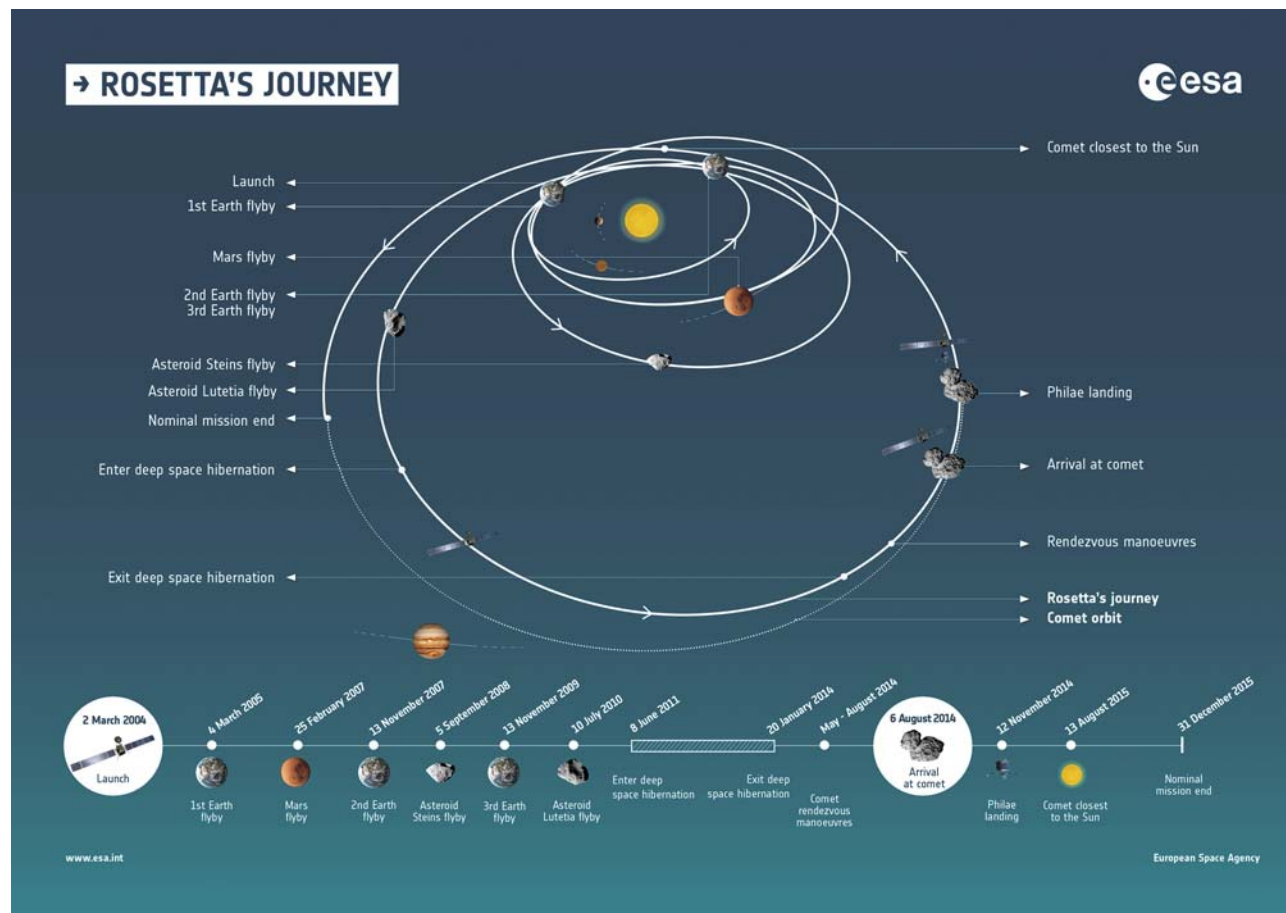 → ROSETTA'S JOURNEY
esa
Launch
1st Earth flyby
Mars flyby
2nd Earth flyby
3rd Earth flyby
Asteroid Steins flyby
Asteroid Lutetia flyby
Nominal mission end
Enter deep space hibernation
Exit deep space hibernation
Comet closest to the Sun
Philae landing
Arrival at comet
Rendezvous manoeuvres
Rosetta's journey
Comet orbit
2 March 2004
Launch
4 March 2005
1st Earth
flyby
25 February 2007
Mars
flyby
13 November 2007
2nd Earth
flyby
5 September 2008
Asteroid
Steins flyby
13 November 2009
3rd Earth
flyby
10 July 2010
Asteroid
Lutetia flyby
8 June 2011
Enter deep
space hibernation
20 January 2014
Exit deep
space hibernation
May - August 2014
Comet
rendezvous
manoeuvres
6 August 2014
Arrival
at comet
12 November 2014
Philae
landing
13 August 2015
Comet closest
to the Sun
31 December 2015
Nominal
mission end
www.esa.int
European Space Agency